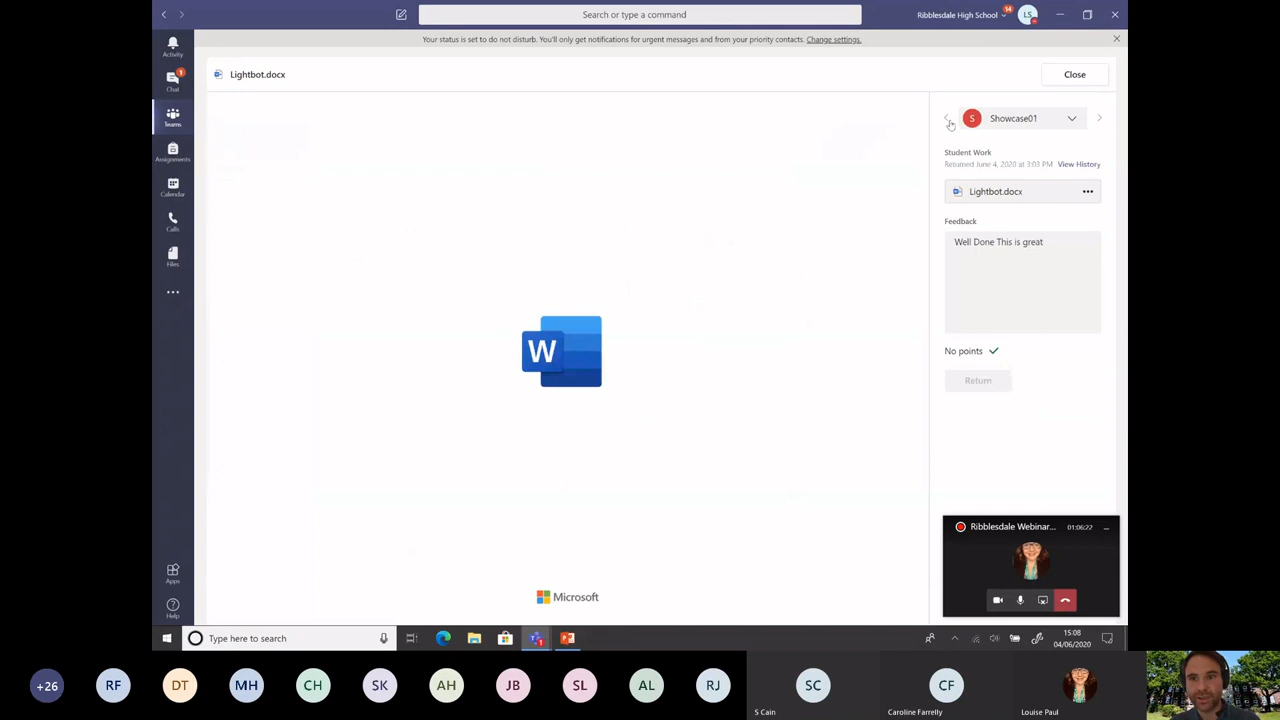 Search or type a command
Ribblesdale High School
14
LS
Your status is set to do not disturb. You'll only get notifications for urgent messages and from your priority contacts. Change settings.
Activity
1
Chat
Teams
Assignments
Calendar
Calls
Files
Apps
Help
Lightbot.docx
Close
S
Showcase01
Student Work
Returned June 4, 2020 at 3:03 PM View History
Lightbot.docx
Feedback
Well Done This is great
No points
Return
W
Microsoft
Ribblesdale Webinar...
01:06:22
Type here to search
15:08
04/06/2020
+26
RF
DT
MH
CH
SK
AH
JB
SL
AL
RJ
SC
CF
S Cain
Caroline Farrelly
Louise Paul